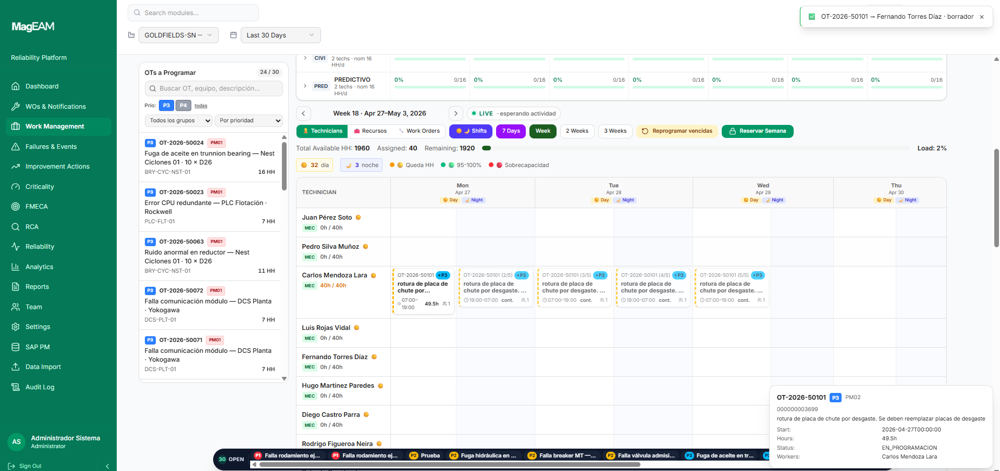 MagEAM
Reliability Platform
Dashboard
WOs & Notifications
Work Management
Failures & Events
Improvement Actions
Criticality
FMECA
RCA
Reliability
Analytics
Reports
Team
Settings
SAP PM
Data Import
Audit Log
AS
Administrador Sistema
Administrator
Sign Out
Search modules...
GOLDFIELDS-SN —
Last 30 Days
OT-2026-50101 → Fernando Torres Díaz · borrador
OTs a Programar
24 / 30
Buscar OT, equipo, descripción...
Prio: P3 P4 todas
Todos los grupos
Por prioridad
P3 OT-2026-50024 PM01
Fuga de aceite en trunnion bearing — Nest
Ciclones 01 · 10 × D26
BRY-CYC-NST-01 16 HH
P3 OT-2026-50023 PM01
Error CPU redundante — PLC Flotación ·
Rockwell
PLC-FLT-01 7 HH
P3 OT-2026-50063 PM01
Ruido anormal en reductor — Nest
Ciclones 01 · 10 × D26
BRY-CYC-NST-01 11 HH
P3 OT-2026-50072 PM01
Falla comunicación módulo — DCS Planta
· Yokogawa
DCS-PLT-01 7 HH
P3 OT-2026-50071 PM01
Falla comunicación módulo — DCS Planta
· Yokogawa
DCS-PLT-01 7 HH
CIVI 2 techs · nom 16
HH/d
PRED PREDICTIVO
2 techs · nom 16
HH/d
0% 0/16 0% 0/16 0% 0/16 0% 0/16 0% 0/16 0% 0/16 0% 0/16
Week 18 · Apr 27–May 3, 2026
LIVE · esperando actividad
Technicians
Recursos
Work Orders
Shifts
7 Days
Week
2 Weeks
3 Weeks
Reprogramar vencidas
Reservar Semana
Total Available HH: 1960 Assigned: 40 Remaining: 1920 Load: 2%
32 día
3 noche
Queda HH
95-100%
Sobrecapacidad
TECHNICIAN
Mon
Apr 27
Day Night
Tue
Apr 28
Day Night
Wed
Apr 29
Day Night
Thu
Apr 30
Day Night
Juan Pérez Soto
MEC 0h / 40h
Pedro Silva Muñoz
MEC 0h / 40h
Carlos Mendoza Lara
MEC 40h / 40h
OT-2026-50101 P3
rotura de placa de
chute por...
07:00–
19:00 49.5h 1
OT-2026-50101 (2/5) P3
rotura de placa de
chute por desgaste. ...
19:00–07:00 cont. 1
OT-2026-50101 (3/5) P3
rotura de placa de
chute por desgaste. ...
07:00–19:00 cont. 1
OT-2026-50101 (4/5) P3
rotura de placa de
chute por desgaste. ...
19:00–07:00 cont. 1
OT-2026-50101 (5/5) P3
rotura de placa de
chute por desgaste. ...
07:00–19:00 cont. 1
Luis Rojas Vidal
MEC 0h / 40h
Fernando Torres Díaz
MEC 0h / 40h
Hugo Martínez Paredes
MEC 0h / 40h
Diego Castro Parra
MEC 0h / 40h
Rodrigo Figueroa Neira
OT-2026-50101 P3 PM02
000000003699
rotura de placa de chute por desgaste. Se deben reemplazar placas de desgaste
Start: 2026-04-27T00:00:00
Hours: 49.5h
Status: EN_PROGRAMACION
Workers: Carlos Mendoza Lara
30 OPEN
P1 Falla rodamiento ej...
P1 Falla rodamiento ej...
P2 Prueba
P2 Fuga hidráulica en ...
P2 Falla breaker MT —...
P2 Falla válvula admisi...
P3 Fuga de aceite en tr...